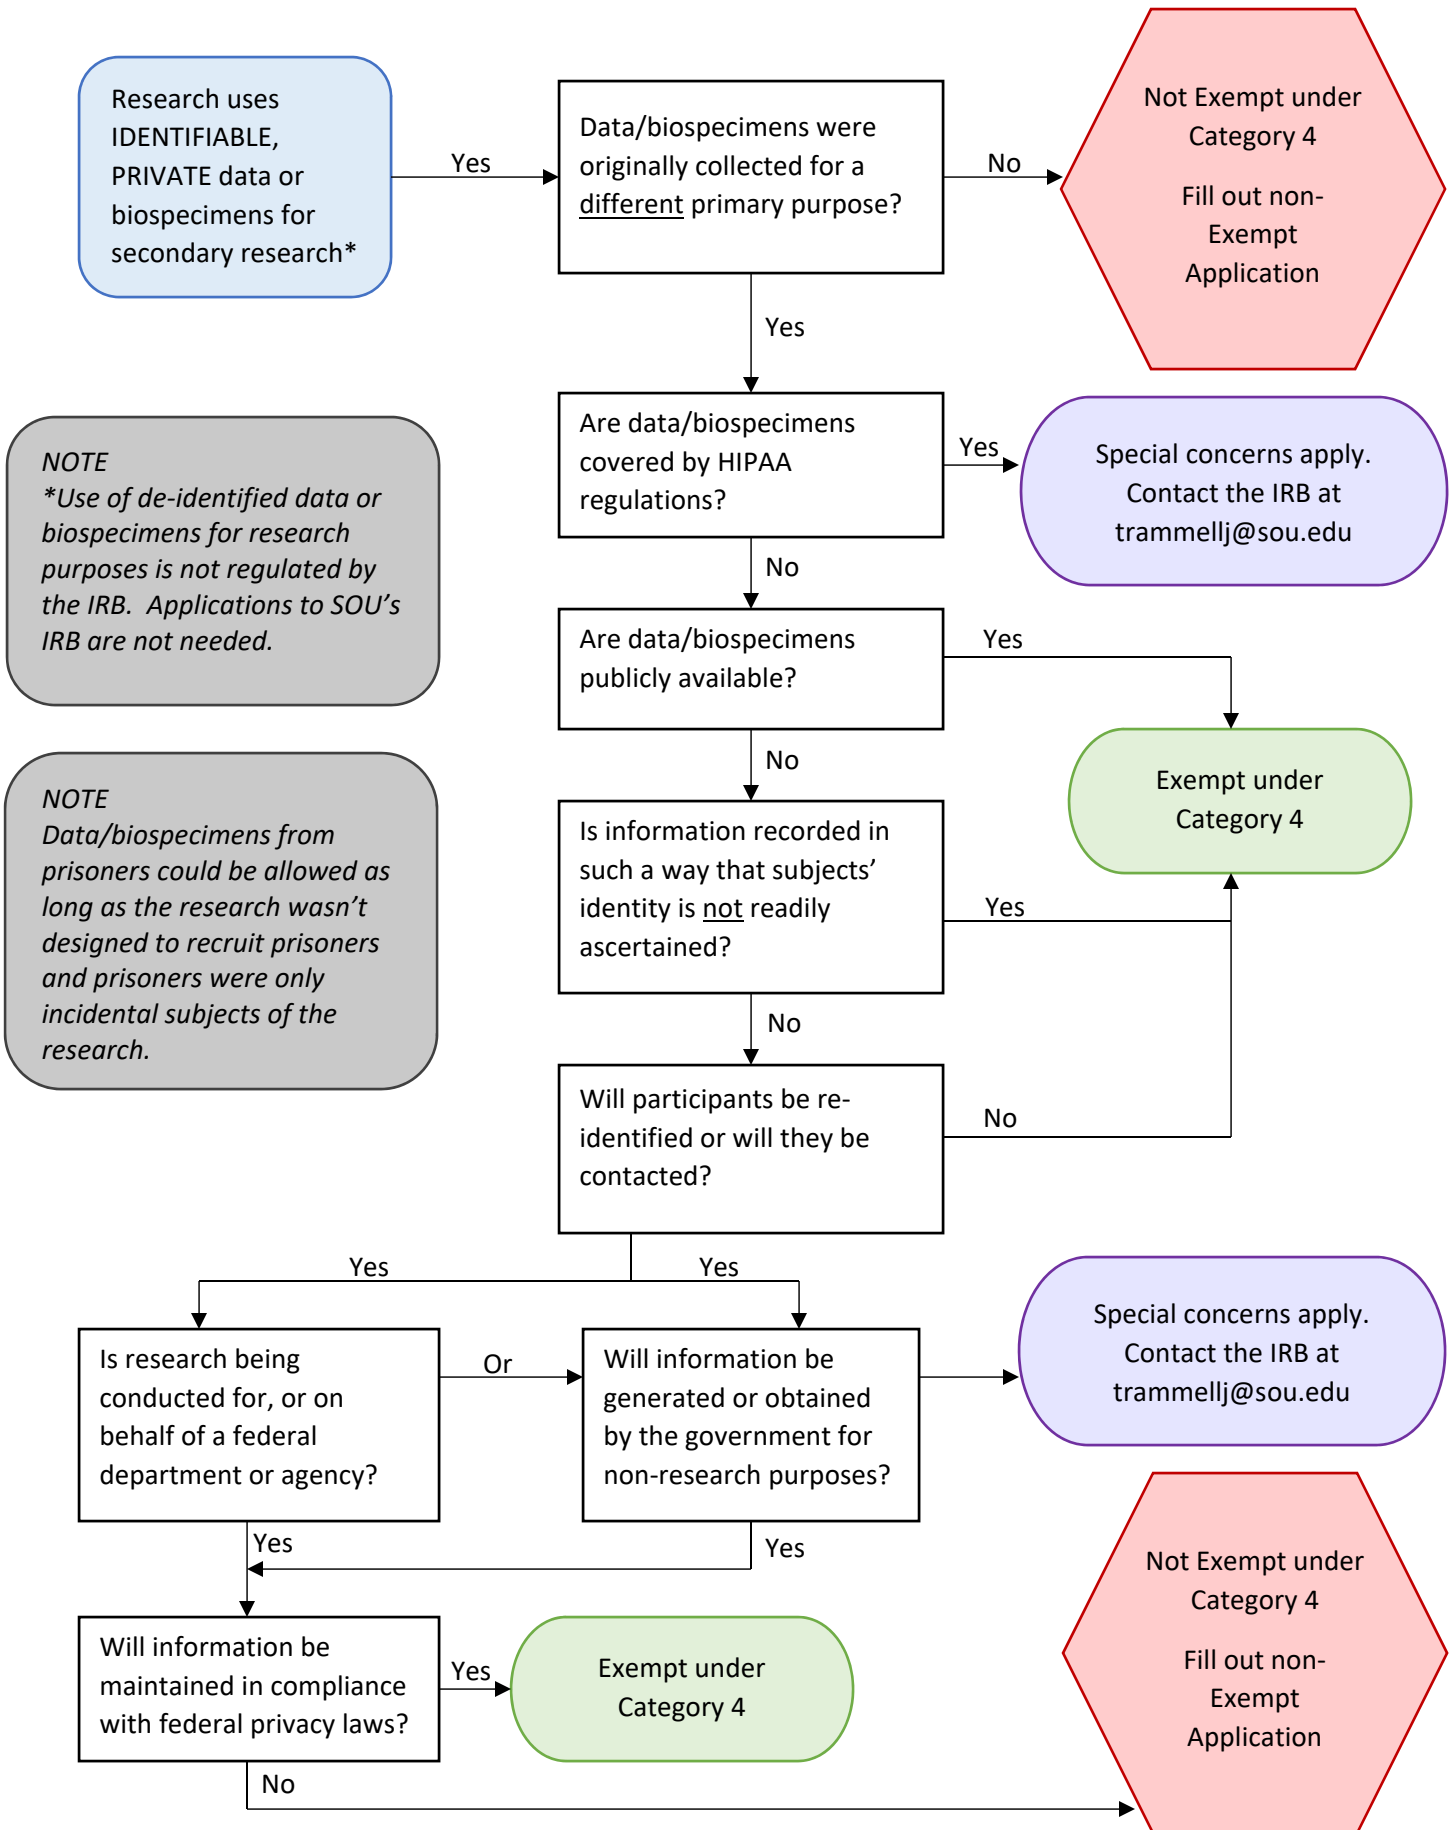 Research uses
IDENTIFIABLE,
PRIVATE data or
biospecimens for
secondary research*
Yes
Data/biospecimens were
originally collected for a
different primary purpose?
No
Not Exempt under
Category 4
Fill out non-
Exempt
Application
Yes
NOTE
*Use of de-identified data or
biospecimens for research
purposes is not regulated by
the IRB.  Applications to SOU’s
IRB are not needed.
Are data/biospecimens
covered by HIPAA
regulations?
Yes
Special concerns apply.
Contact the IRB at
trammellj@sou.edu
No
Are data/biospecimens
publicly available?
Yes
No
Exempt under
Category 4
NOTE
Data/biospecimens from
prisoners could be allowed as
long as the research wasn’t
designed to recruit prisoners
and prisoners were only
incidental subjects of the
research.
Is information recorded in
such a way that subjects’
identity is not readily
ascertained?
Yes
No
Will participants be re-
identified or will they be
contacted?
No
Yes
Yes
Is research being
conducted for, or on
behalf of a federal
department or agency?
Or
Will information be
generated or obtained
by the government for
non-research purposes?
Special concerns apply.
Contact the IRB at
trammellj@sou.edu
Yes
Yes
Will information be
maintained in compliance
with federal privacy laws?
Yes
Exempt under
Category 4
Not Exempt under
Category 4
Fill out non-
Exempt
Application
No